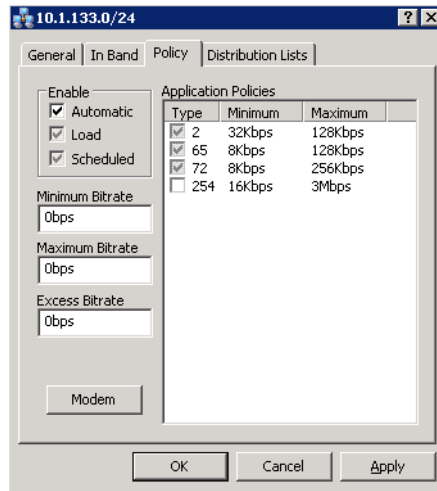 10.1.133.0/24
General In Band Policy Distribution Lists
Enable
Automatic
Load
Scheduled
Minimum Bitrate
0bps
Maximum Bitrate
0bps
Excess Bitrate
0bps
Modem
Application Policies
Type Minimum Maximum
2 32Kbps 128Kbps
65 8Kbps 128Kbps
72 8Kbps 256Kbps
254 16Kbps 3Mbps
OK Cancel Apply